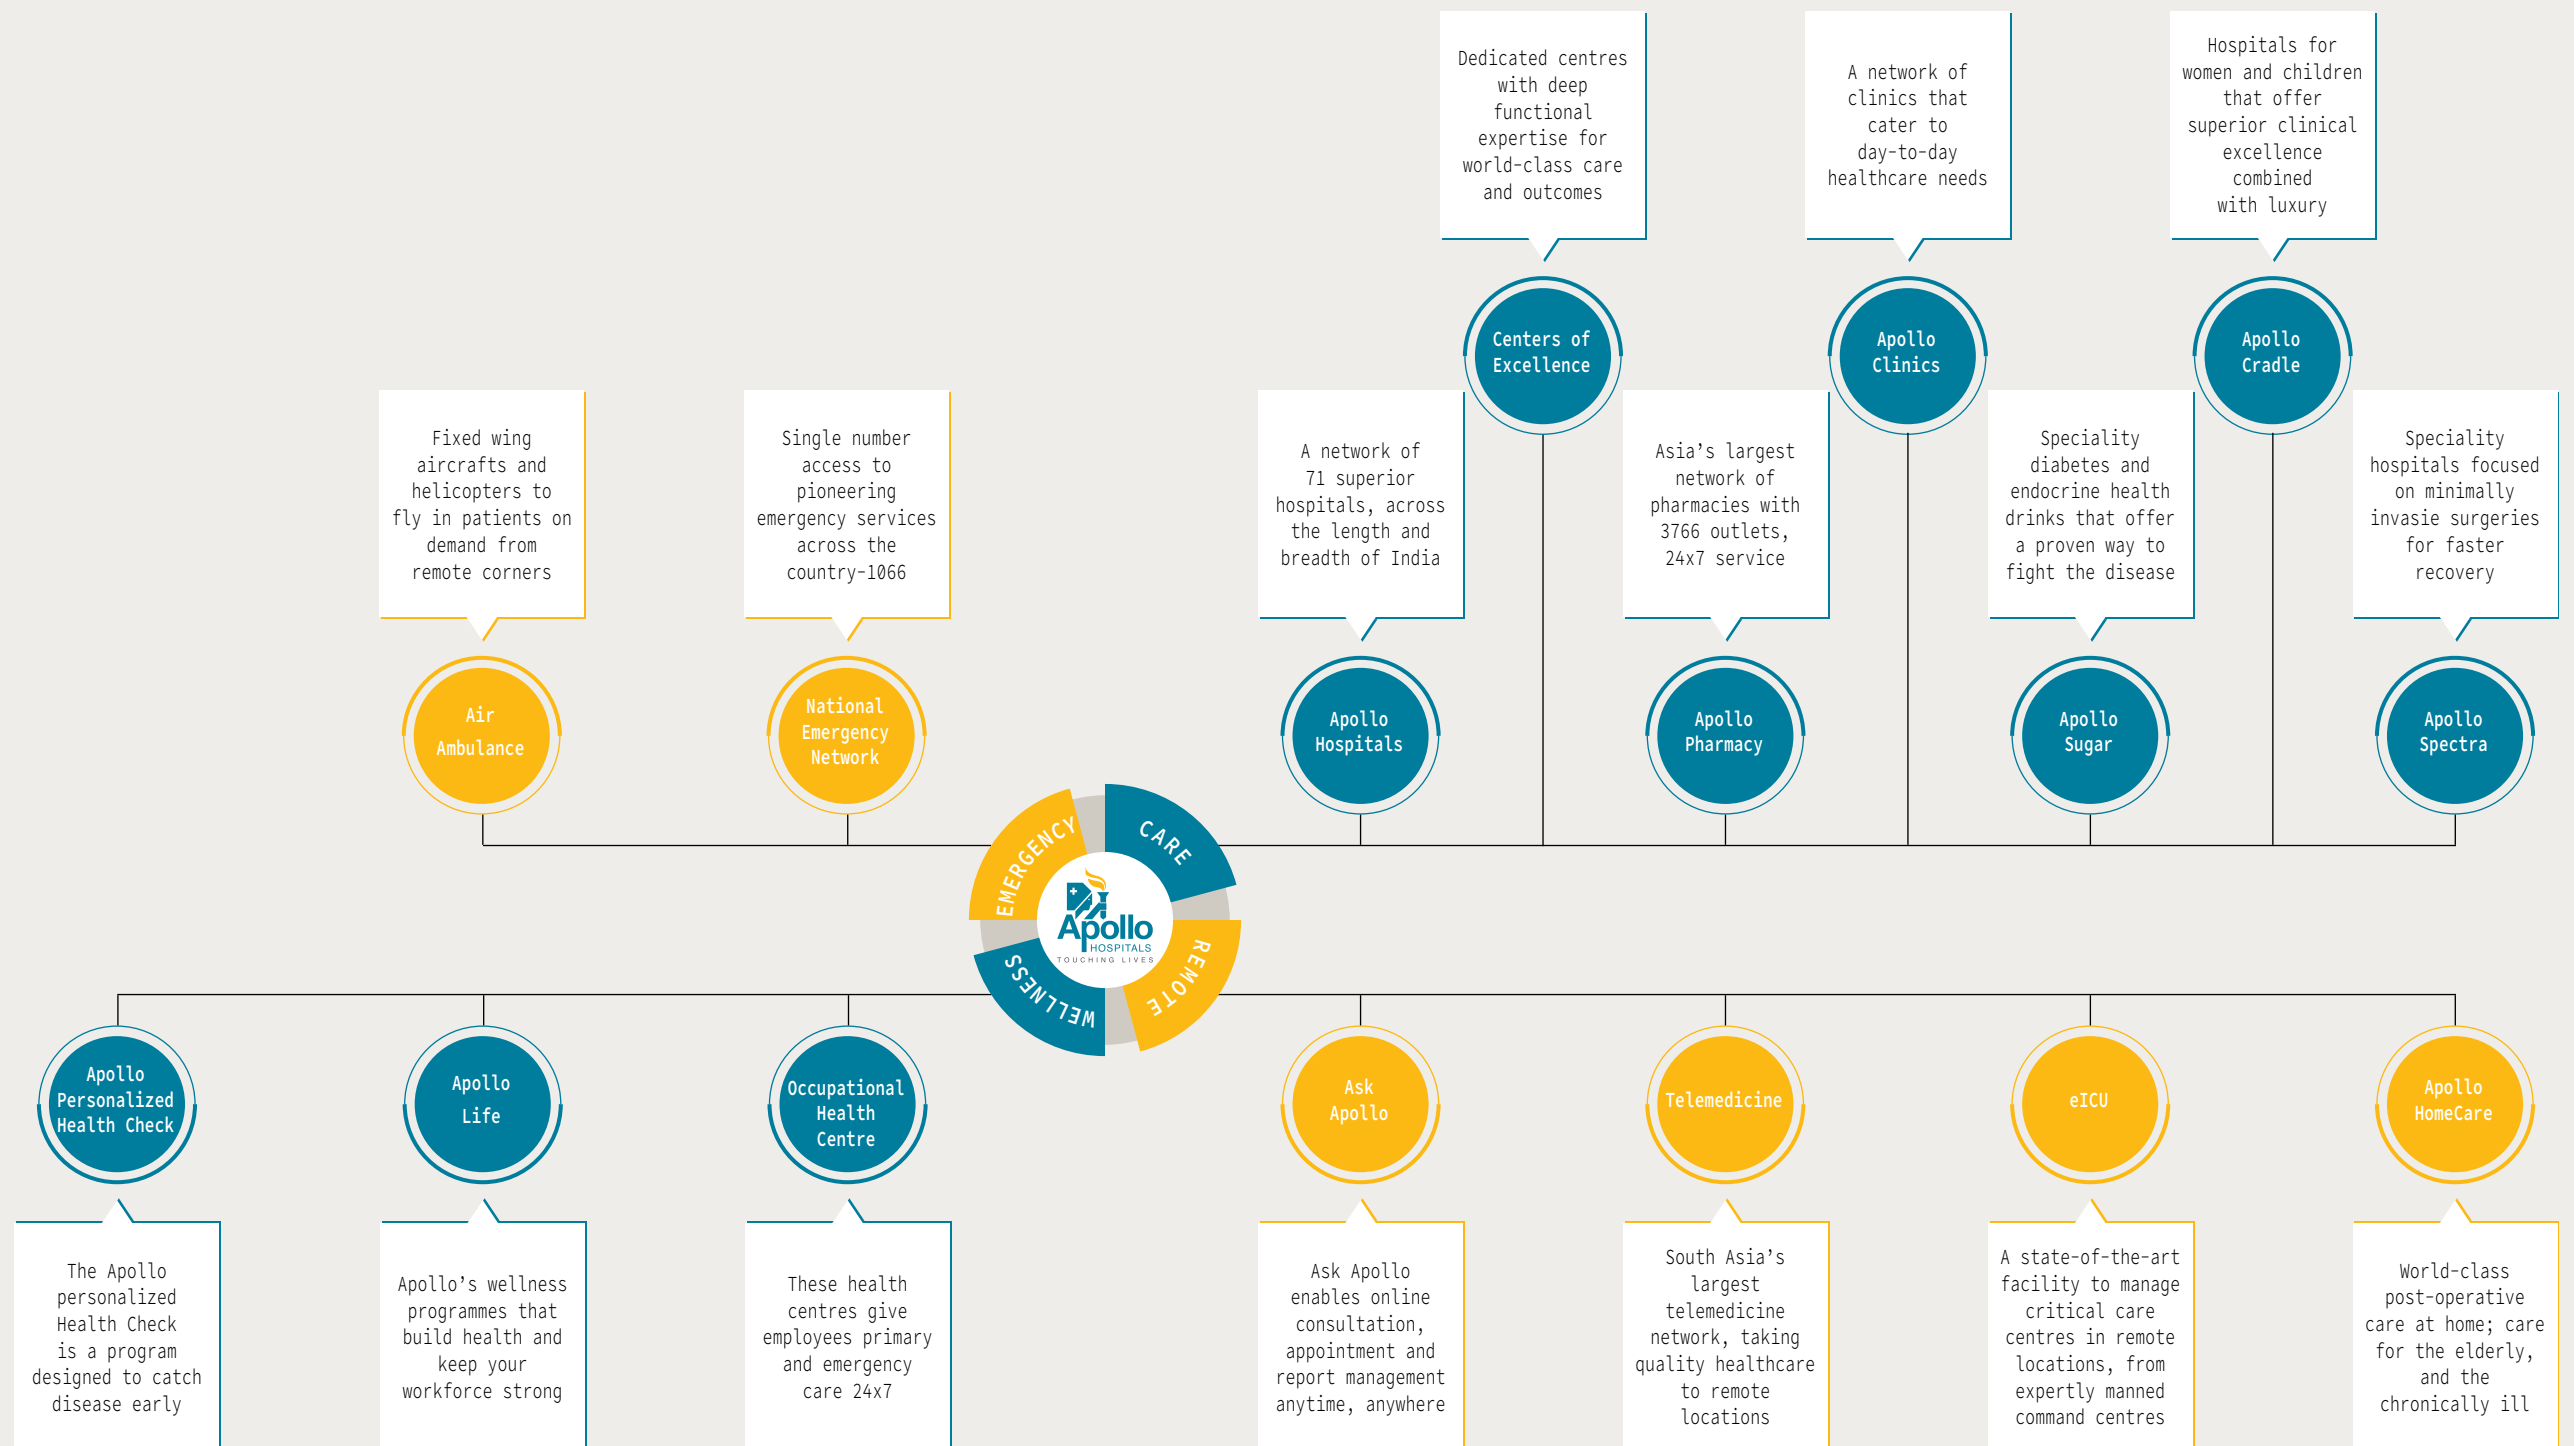 Dedicated centres
with deep
functional
expertise for
world-class care
and outcomes
Centers of
Excellence
A network of
clinics that
cater to
day-to-day
healthcare needs
Apollo
Clinics
Hospitals for
women and children
that offer
superior clinical
excellence
combined
with luxury
Apollo
Cradle
Fixed wing
aircrafts and
helicopters to
fly in patients on
demand from
remote corners
Air
Ambulance
Single number
access to
pioneering
emergency services
across the
country-1066
National
Emergency
Network
A network of
71 superior
hospitals, across
the length and
breadth of India
Apollo
Hospitals
Asia's largest
network of
pharmacies with
3766 outlets,
24x7 service
Apollo
Pharmacy
Speciality
diabetes and
endocrine health
drinks that offer
a proven way to
fight the disease
Apollo
Sugar
Speciality
hospitals focused
on minimally
invasie surgeries
for faster
recovery
Apollo
Spectra
EMERGENCY
CARE
Apollo
HOSPITALS
TOUCHING LIVES
WELLNESS
REMOTE
Apollo
Personalized
Health Check
The Apollo
personalized
Health Check
is a program
designed to catch
disease early
Apollo
Life
Apollo's wellness
programmes that
build health and
keep your
workforce strong
Occupational
Health
Centre
These health
centres give
employees primary
and emergency
care 24x7
Ask
Apollo
Ask Apollo
enables online
consultation,
appointment and
report management
anytime, anywhere
Telemedicine
South Asia's
largest
telemedicine
network, taking
quality healthcare
to remote
locations
eICU
A state-of-the-art
facility to manage
critical care
centres in remote
locations, from
expertly manned
command centres
Apollo
HomeCare
World-class
post-operative
care at home; care
for the elderly,
and the
chronically ill